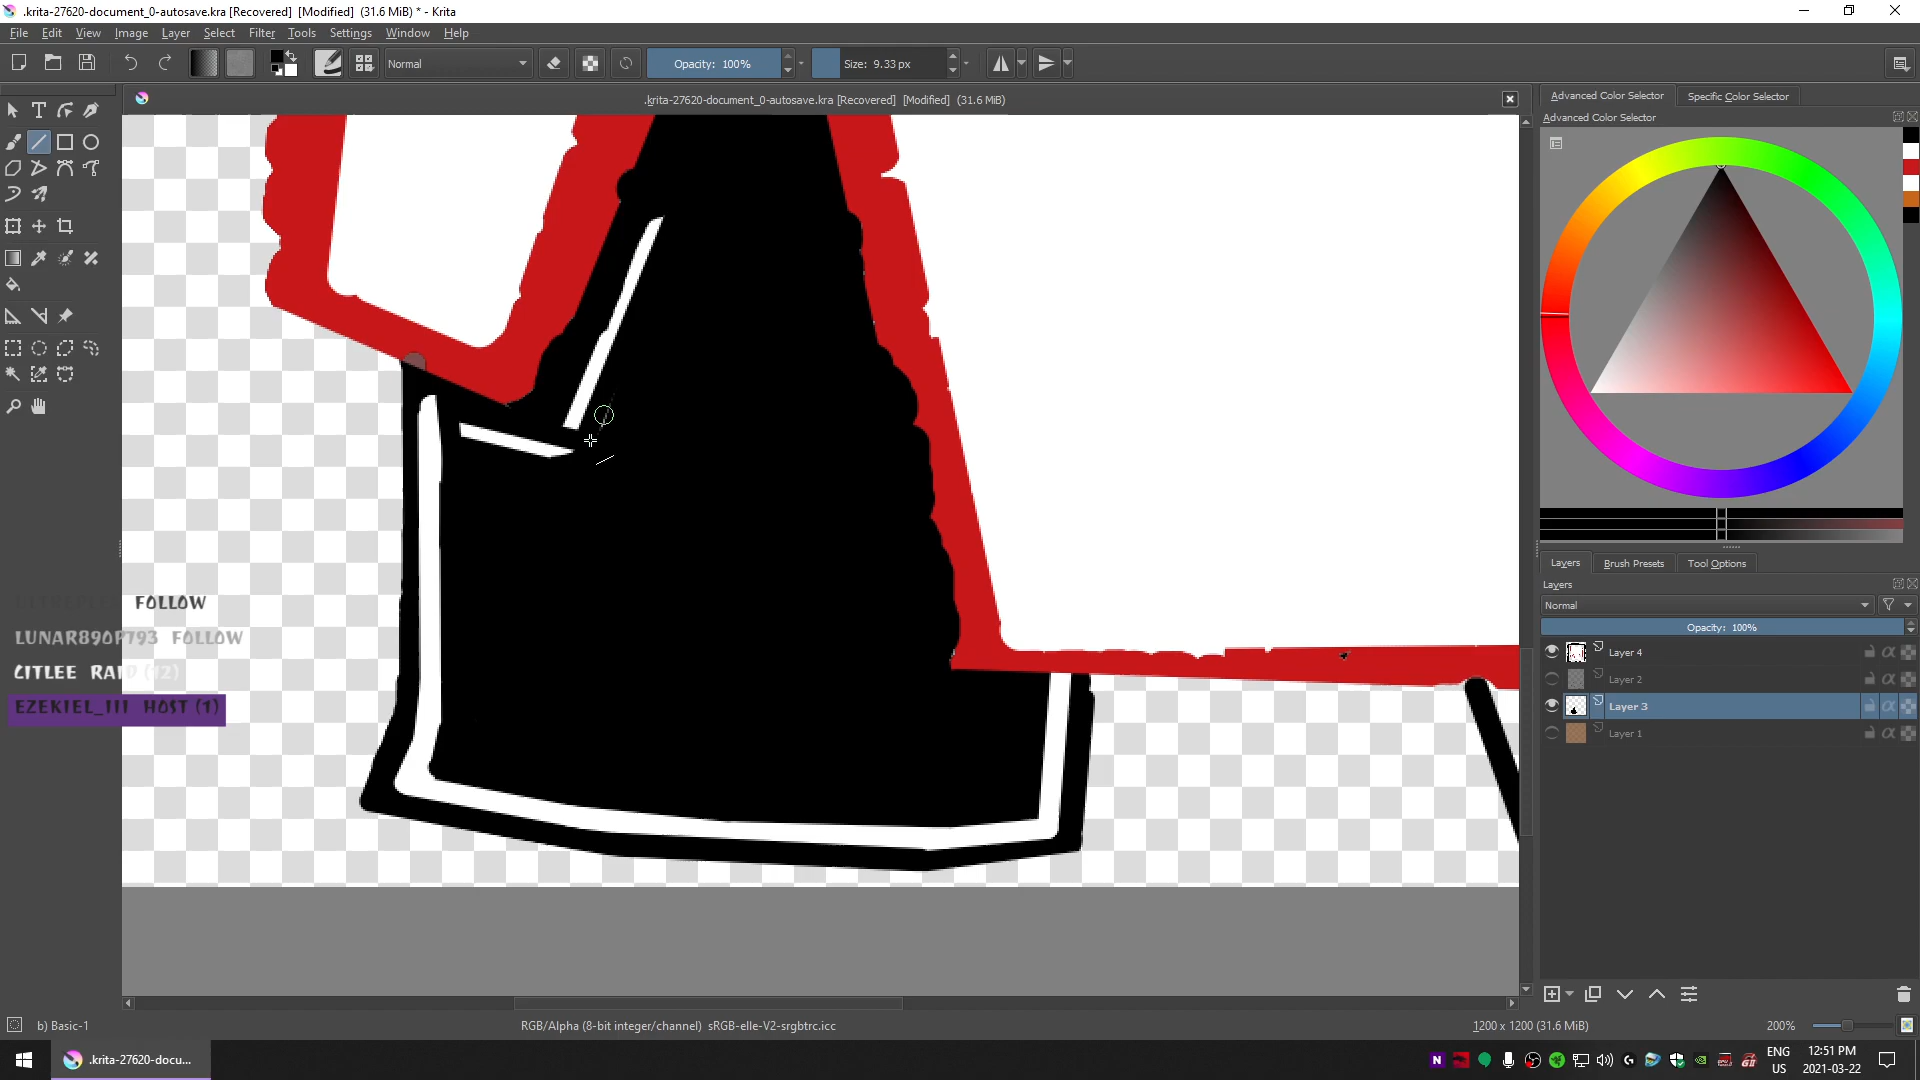 .krita-27620-document_0-autosave.kra [Recovered] [Modified] (31.6 MiB) * - Krita
File Edit View Image Layer Select Filter Tools Settings Window Help
Normal
Opacity: 100%
Size: 9.33 px
.krita-27620-document_0-autosave.kra [Recovered] [Modified] (31.6 MiB)
Advanced Color Selector
Specific Color Selector
Advanced Color Selector
Layers
Brush Presets
Tool Options
Layers
Normal
Opacity: 100%
Layer 4
Layer 2
Layer 3
Layer 1
FOLLOW
LUNAR890P793 FOLLOW
CITLEE RAID (12)
EZEKIEL_III HOST (1)
b) Basic-1
RGB/Alpha (8-bit integer/channel) sRGB-elle-V2-srgbtrc.icc
1200 x 1200 (31.6 MiB)
200%
.krita-27620-docu...
ENG
US
12:51 PM
2021-03-22